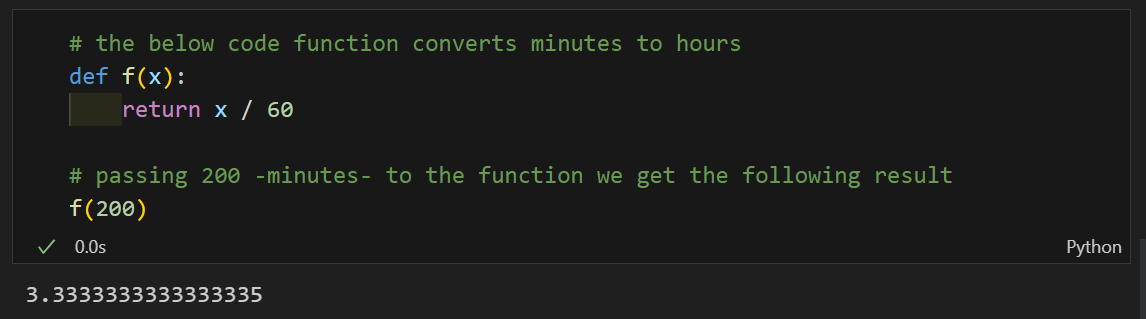 # the below code function converts minutes to hours
def f(x):
    return x / 60
# passing 200 -minutes- to the function we get the following result
f(200)
0.0s
Python
3.3333333333333335